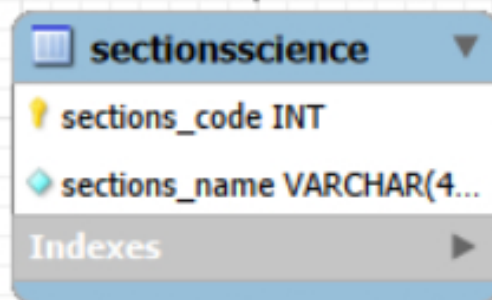 sectionsscience
sections_code INT
sections_name VARCHAR(4...
Indexes